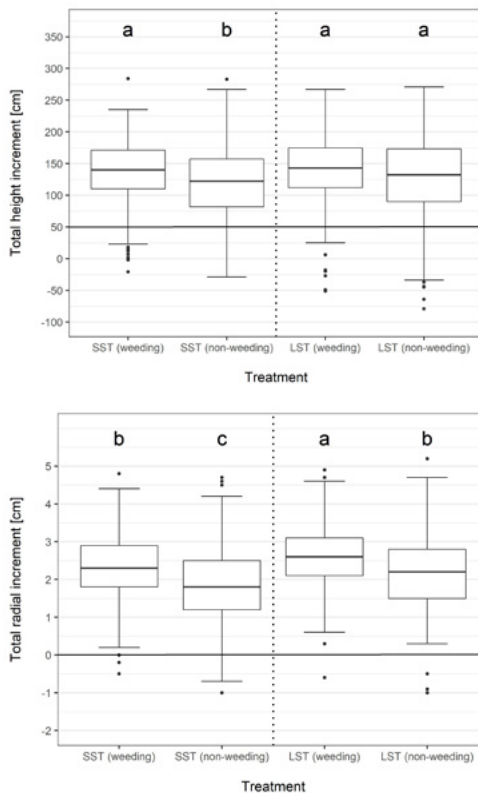 a b a a
350
300
250
200
150
100
50
0
-50
-100
Total height increment [cm]
SST (weeding) SST (non-weeding) LST (weeding) LST (non-weeding)
Treatment
b c a b
5
4
3
2
1
0
-1
-2
Total radial increment [cm]
SST (weeding) SST (non-weeding) LST (weeding) LST (non-weeding)
Treatment